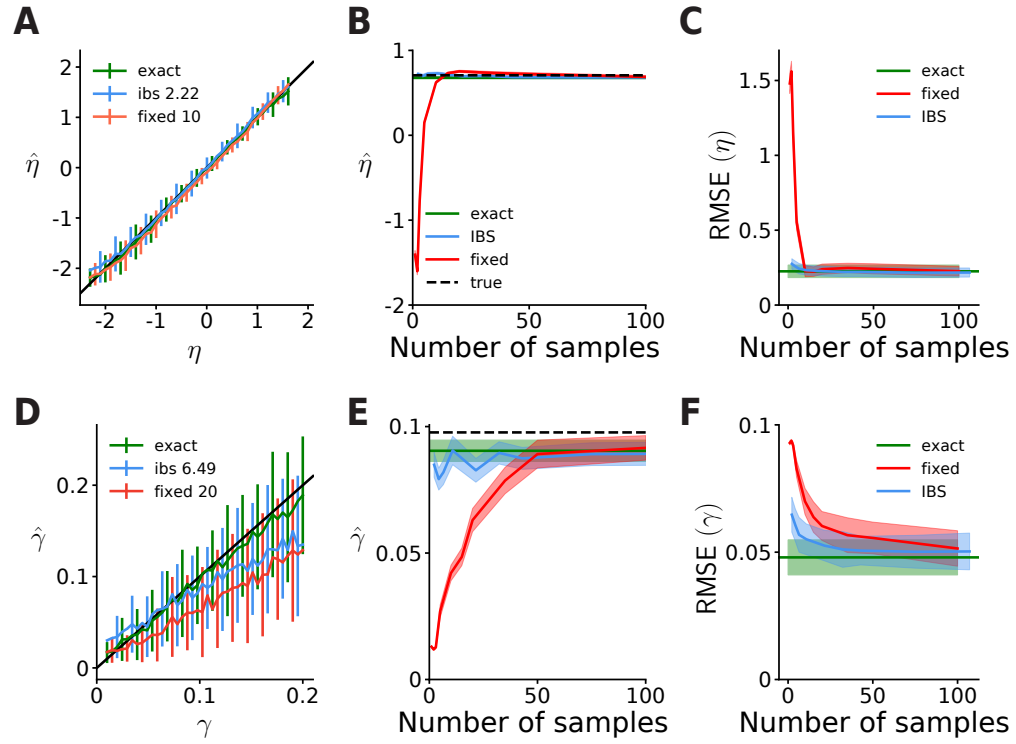 A
2
1
0
-1
-2
-2
-1
0
1
2
η̂
η
exact
ibs 2.22
fixed 10
B
1
0
-1
-2
0
50
100
η̂
Number of samples
exact
IBS
fixed
true
C
1.5
1
0.5
0
0
50
100
RMSE (η)
Number of samples
exact
fixed
IBS
D
0.2
0.1
0
0
0.1
0.2
γ̂
γ
exact
ibs 6.49
fixed 20
E
0.1
0.05
0
0
50
100
γ̂
Number of samples
F
0.1
0.05
0
0
50
100
RMSE (γ)
Number of samples
exact
fixed
IBS